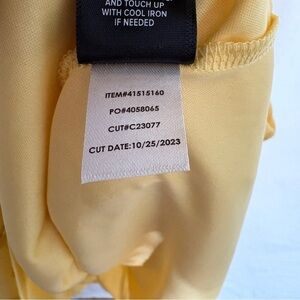 AND TOUCH UP
WITH COOL IRON
IF NEEDED
ITEM#41515160
PO#4058065
CUT#C23077
CUT DATE:10/25/2023